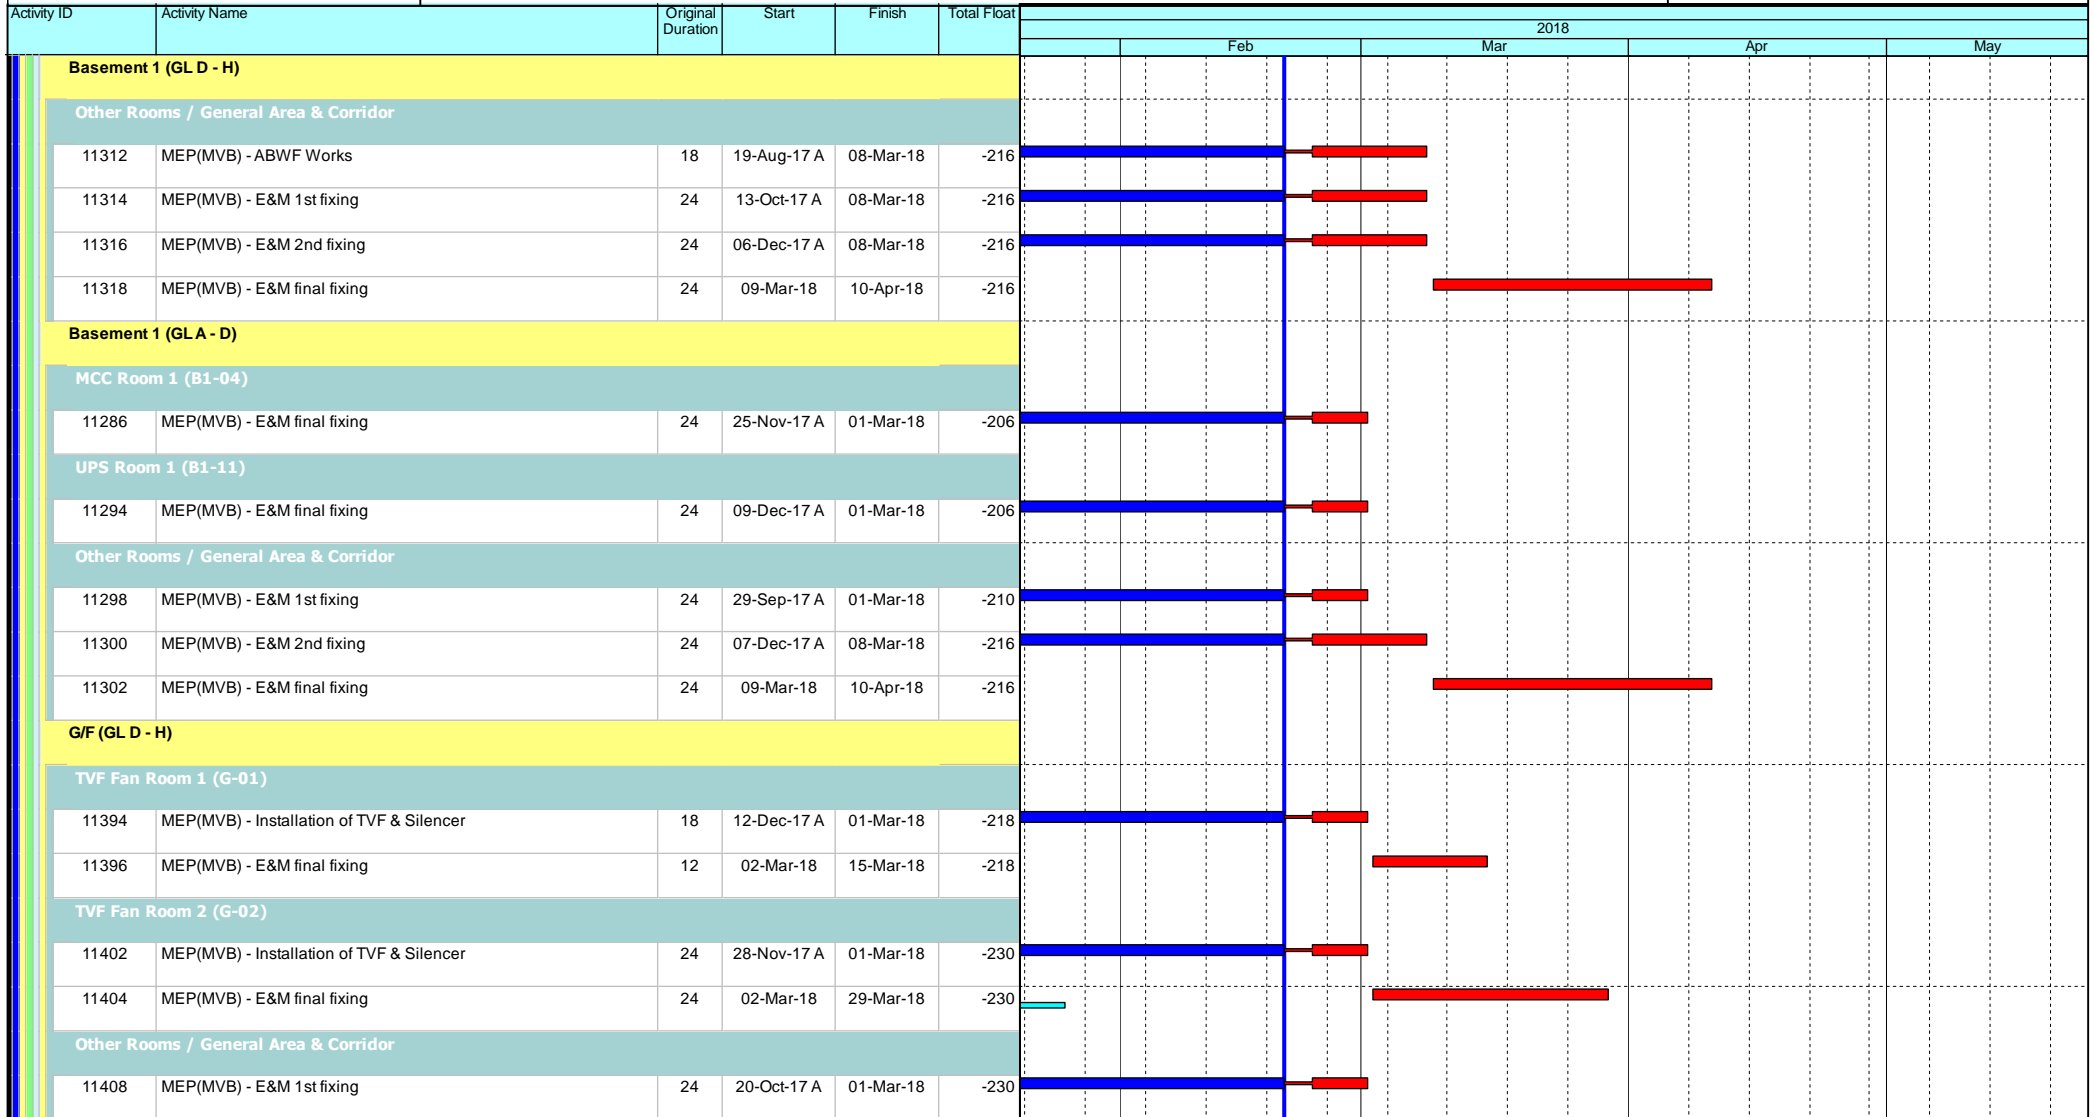 Activity ID Activity Name Original Duration Start Finish Total Float
2018
Feb Mar Apr May
Basement 1 (GL D - H)
Other Rooms / General Area & Corridor
11312 MEP(MVB) - ABWF Works 18 19-Aug-17 A 08-Mar-18 -216
11314 MEP(MVB) - E&M 1st fixing 24 13-Oct-17 A 08-Mar-18 -216
11316 MEP(MVB) - E&M 2nd fixing 24 06-Dec-17 A 08-Mar-18 -216
11318 MEP(MVB) - E&M final fixing 24 09-Mar-18 10-Apr-18 -216
Basement 1 (GL A - D)
MCC Room 1 (B1-04)
11286 MEP(MVB) - E&M final fixing 24 25-Nov-17 A 01-Mar-18 -206
UPS Room 1 (B1-11)
11294 MEP(MVB) - E&M final fixing 24 09-Dec-17 A 01-Mar-18 -206
Other Rooms / General Area & Corridor
11298 MEP(MVB) - E&M 1st fixing 24 29-Sep-17 A 01-Mar-18 -210
11300 MEP(MVB) - E&M 2nd fixing 24 07-Dec-17 A 08-Mar-18 -216
11302 MEP(MVB) - E&M final fixing 24 09-Mar-18 10-Apr-18 -216
G/F (GL D - H)
TVF Fan Room 1 (G-01)
11394 MEP(MVB) - Installation of TVF & Silencer 18 12-Dec-17 A 01-Mar-18 -218
11396 MEP(MVB) - E&M final fixing 12 02-Mar-18 15-Mar-18 -218
TVF Fan Room 2 (G-02)
11402 MEP(MVB) - Installation of TVF & Silencer 24 28-Nov-17 A 01-Mar-18 -230
11404 MEP(MVB) - E&M final fixing 24 02-Mar-18 29-Mar-18 -230
Other Rooms / General Area & Corridor
11408 MEP(MVB) - E&M 1st fixing 24 20-Oct-17 A 01-Mar-18 -230